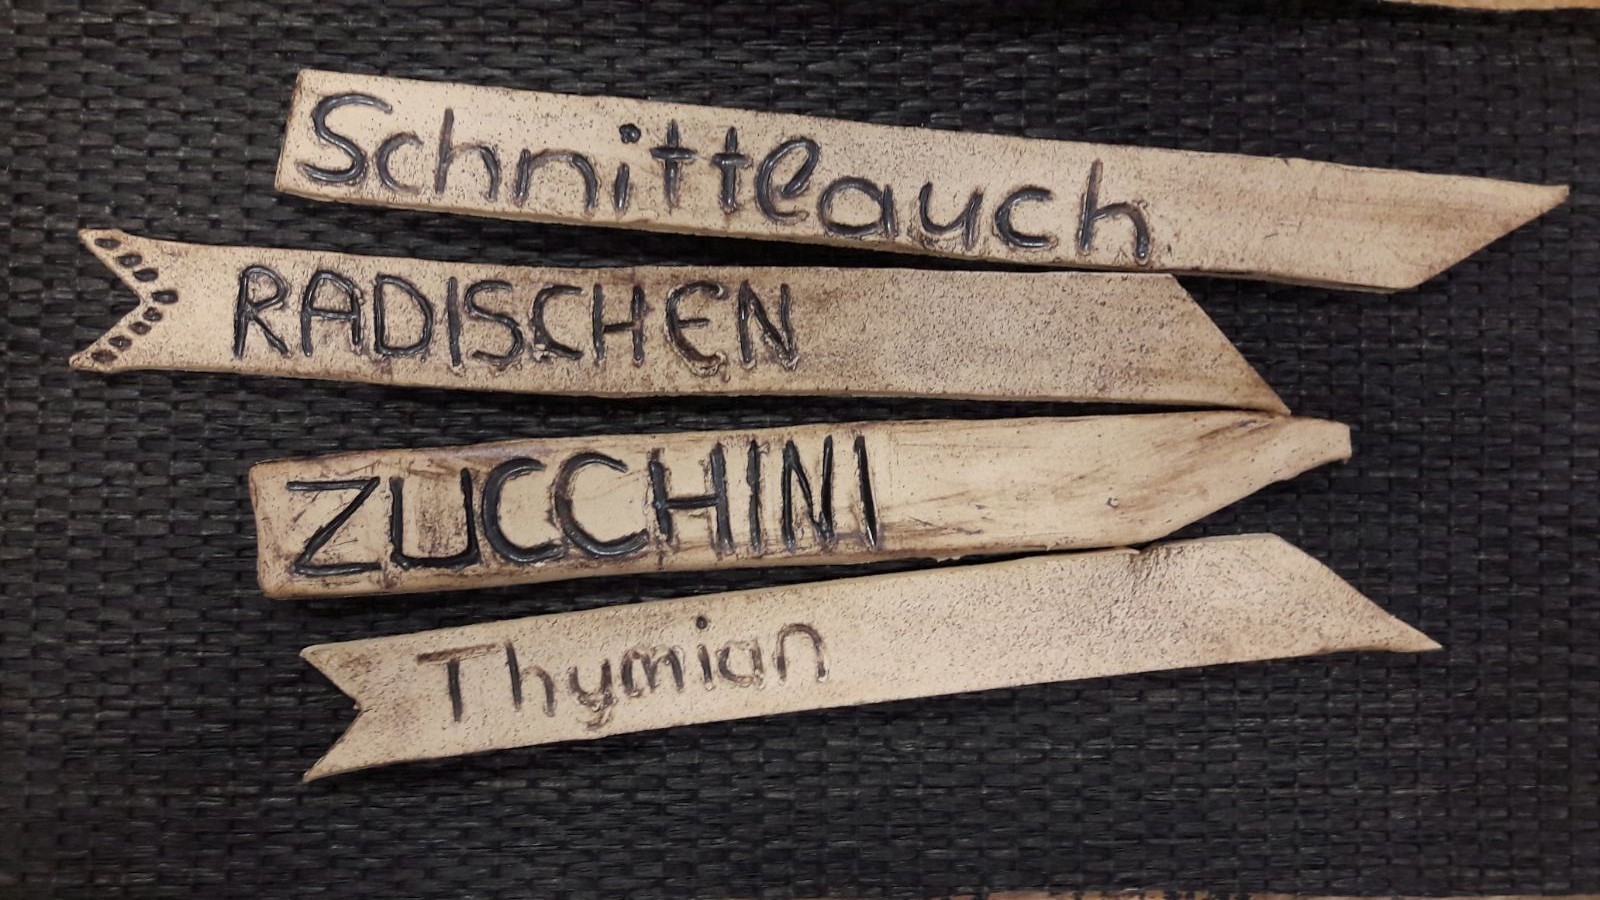 Schnittlauch
RADISCHEN
ZUCCHINI
Thymian